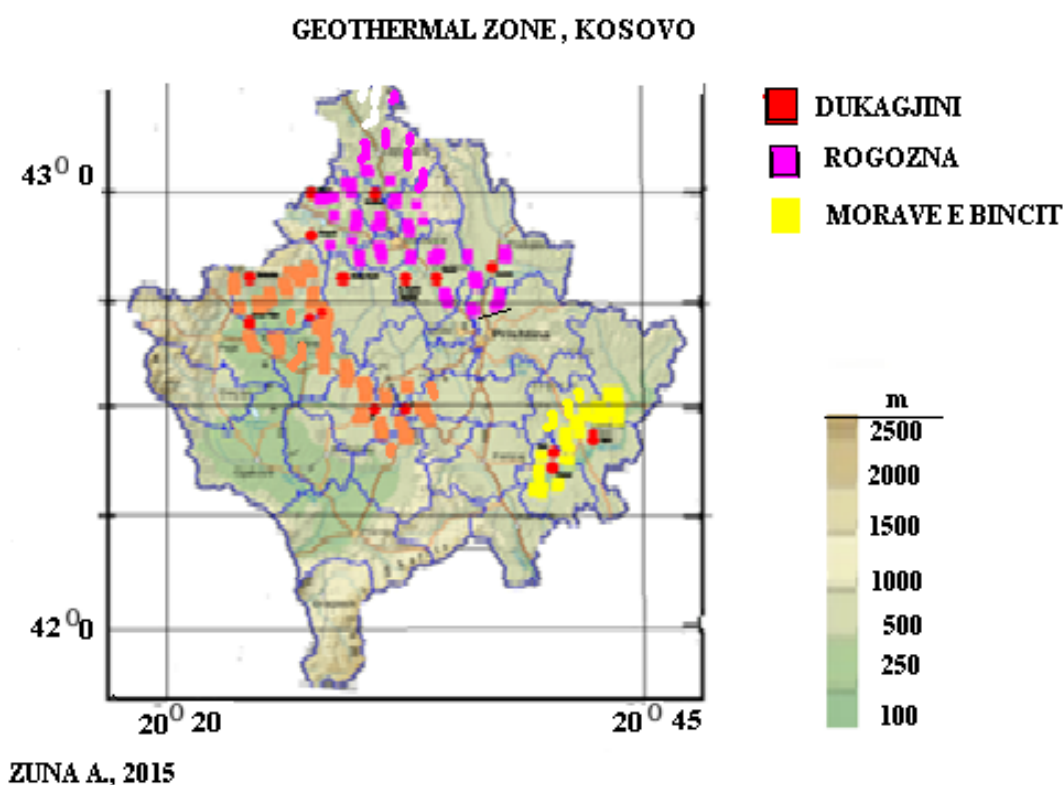 GEOTHERMAL ZONE , KOSOVO
DUKAGJINI
ROGOZNA
MORAVE E BINCIT
43⁰ 0
42⁰0
20⁰ 20
20⁰ 45
m
2500
2000
1500
1000
500
250
100
ZUNA A., 2015